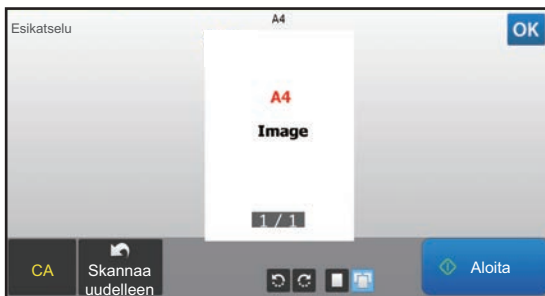 A4
Esikatselu
OK
A4
Image
1 / 1
CA
Skannaa
uudelleen
Aloita